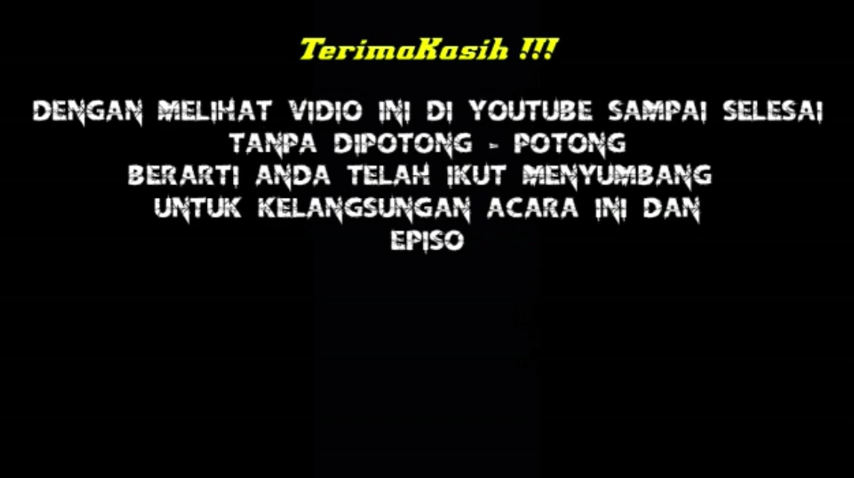 TerimaKasih !!!
DENGAN MELIHAT VIDIO INI DI YOUTUBE SAMPAI SELESAI
TANPA DIPOTONG - POTONG
BERARTI ANDA TELAH IKUT MENYUMBANG
UNTUK KELANGSUNGAN ACARA INI DAN
EPISO